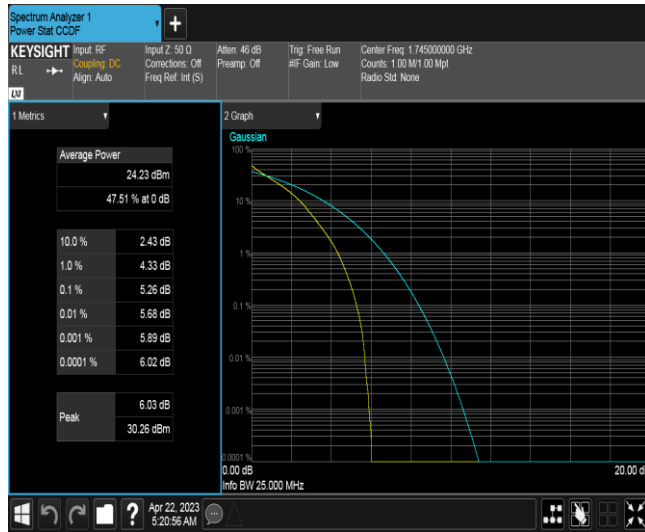 Spectrum Analyzer 1
Power Stat CCDF
KEYSIGHT
Input: RF
Coupling: DC
Align: Auto
Input Z: 50 Ω
Corrections: Off
Freq Ref: Int (S)
Atten: 46 dB
Preamp: Off
Trig: Free Run
#IF Gain: Low
Center Freq: 1.745000000 GHz
Counts: 1.00 M/1.00 Mpt
Radio Std: None
R L
LXI
1 Metrics
Average Power
24.23 dBm
47.51 % at 0 dB
10.0 % 2.43 dB
1.0 % 4.33 dB
0.1 % 5.26 dB
0.01 % 5.68 dB
0.001 % 5.89 dB
0.0001 % 6.02 dB
Peak
6.03 dB
30.26 dBm
2 Graph
Gaussian
100 %
10 %
1 %
0.1 %
0.01 %
0.001 %
0.0001 %
0.00 dB
20.00 d
Info BW 25.000 MHz
?
Apr 22, 2023
5:20:56 AM